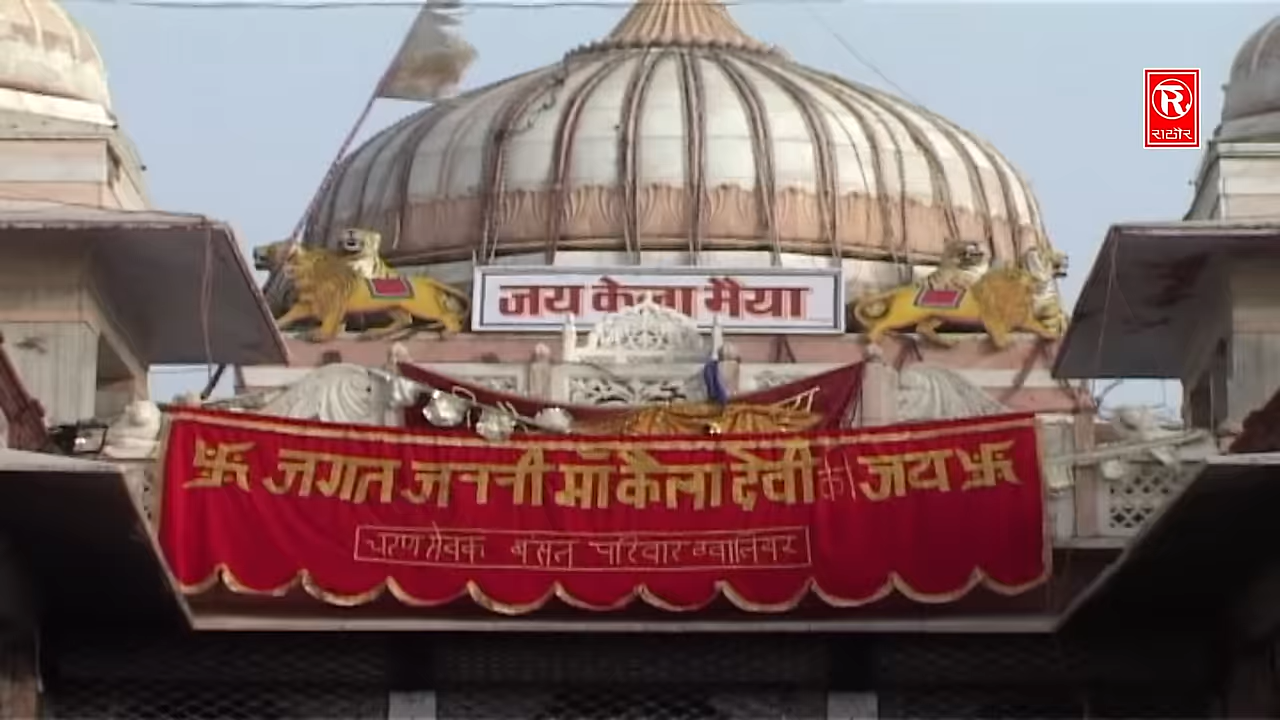 राठौर
जय केला मैया
जगत जननी माँ कैला देवी की जय
चरण सेवक बंसल परिवार ग्वालियर